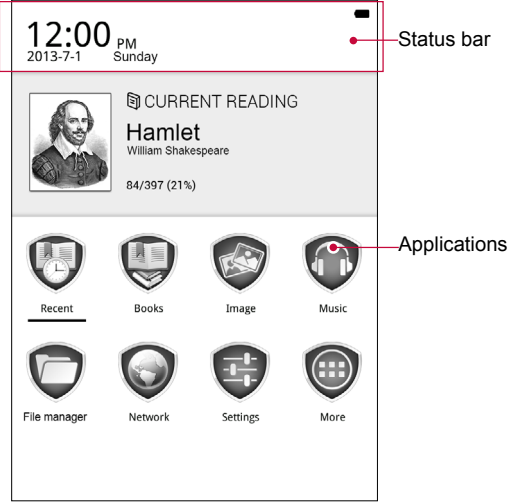 12:00 PM
2013-7-1 Sunday
Status bar
CURRENT READING
Hamlet
William Shakespeare
84/397 (21%)
Applications
Recent Books Image Music
File manager Network Settings More